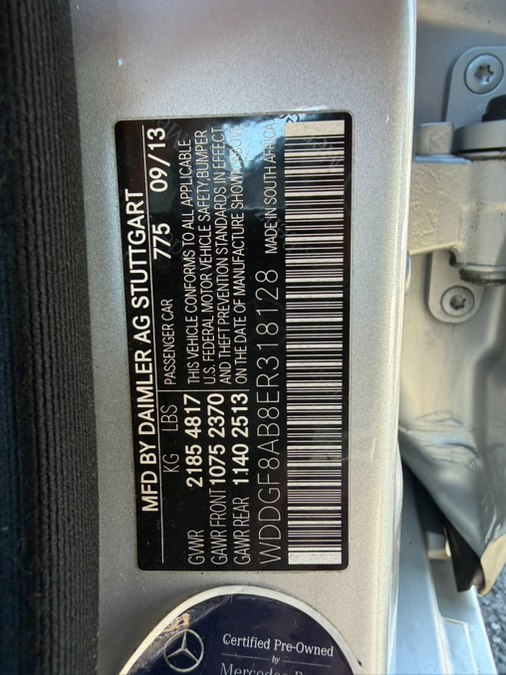 MFD BY DAIMLER AG STUTTGART
PASSENGER CAR 775 09/13
KG LBS
GVWR 2185 4817
GAWR FRONT 1075 2370
GAWR REAR 1140 2513
THIS VEHICLE CONFORMS TO ALL APPLICABLE
U.S. FEDERAL MOTOR VEHICLE SAFETY, BUMPER
AND THEFT PREVENTION STANDARDS IN EFFECT
ON THE DATE OF MANUFACTURE SHOWN
WDDGF8AB8ER318128 MADE IN SOUTH AFRICA
Certified Pre-Owned